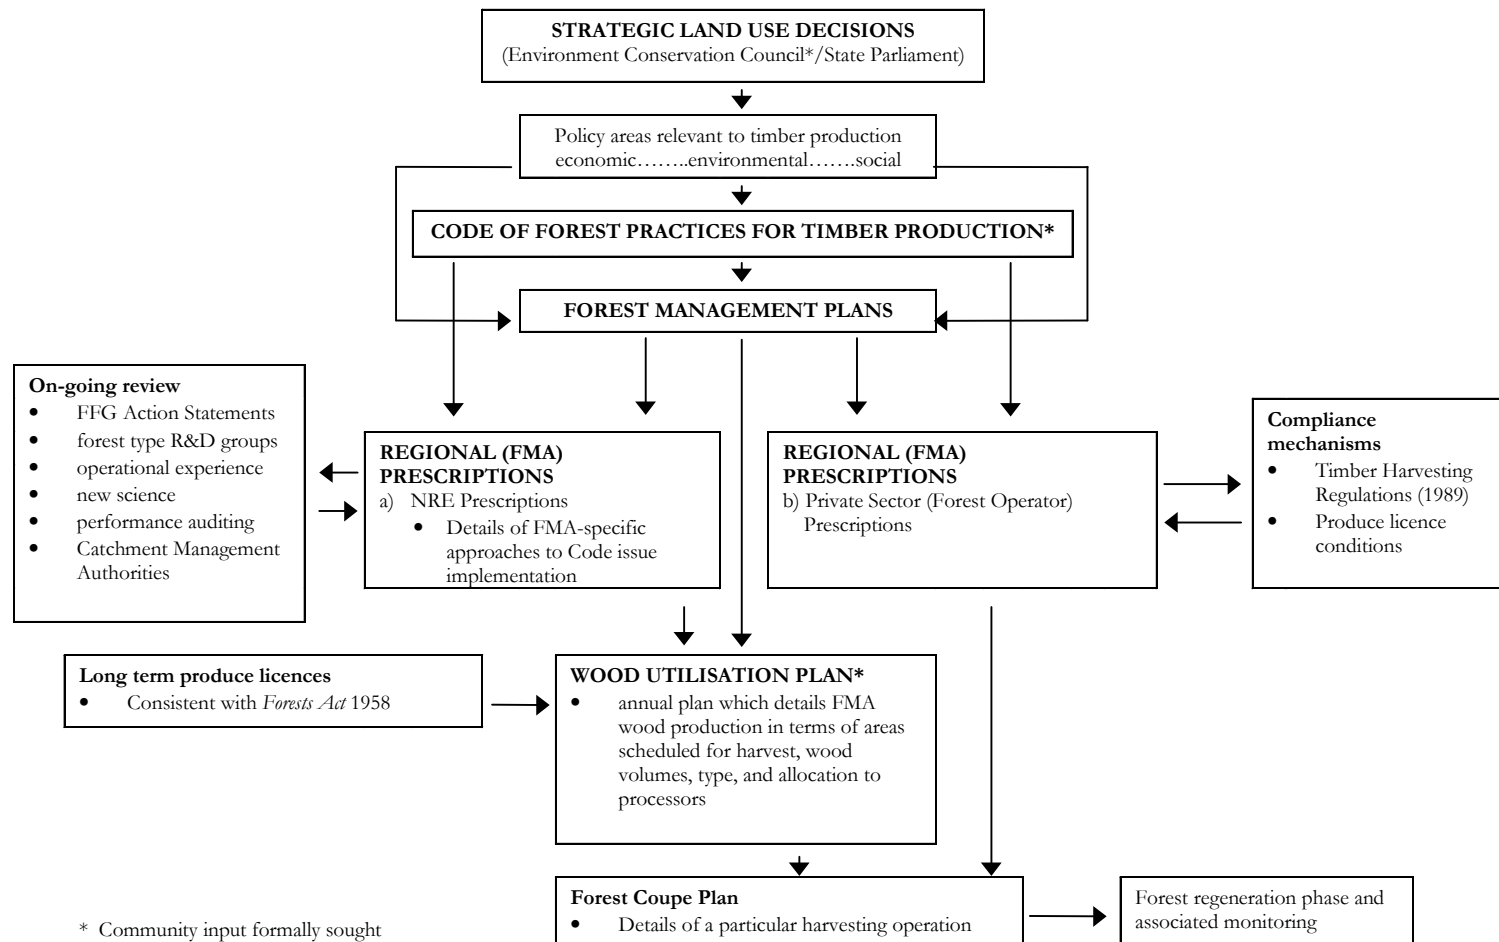 STRATEGIC LAND USE DECISIONS
(Environment Conservation Council*/State Parliament)
Policy areas relevant to timber production
economic……..environmental…….social
CODE OF FOREST PRACTICES FOR TIMBER PRODUCTION*
FOREST MANAGEMENT PLANS
On-going review
• FFG Action Statements
• forest type R&D groups
• operational experience
• new science
• performance auditing
• Catchment Management
Authorities
REGIONAL (FMA)
PRESCRIPTIONS
a) NRE Prescriptions
• Details of FMA-specific
approaches to Code issue
implementation
REGIONAL (FMA)
PRESCRIPTIONS
b) Private Sector (Forest Operator)
Prescriptions
Compliance
mechanisms
• Timber Harvesting
Regulations (1989)
• Produce licence
conditions
Long term produce licences
• Consistent with Forests Act 1958
WOOD UTILISATION PLAN*
• annual plan which details FMA
wood production in terms of areas
scheduled for harvest, wood
volumes, type, and allocation to
processors
Forest Coupe Plan
• Details of a particular harvesting operation
Forest regeneration phase and
associated monitoring
* Community input formally sought